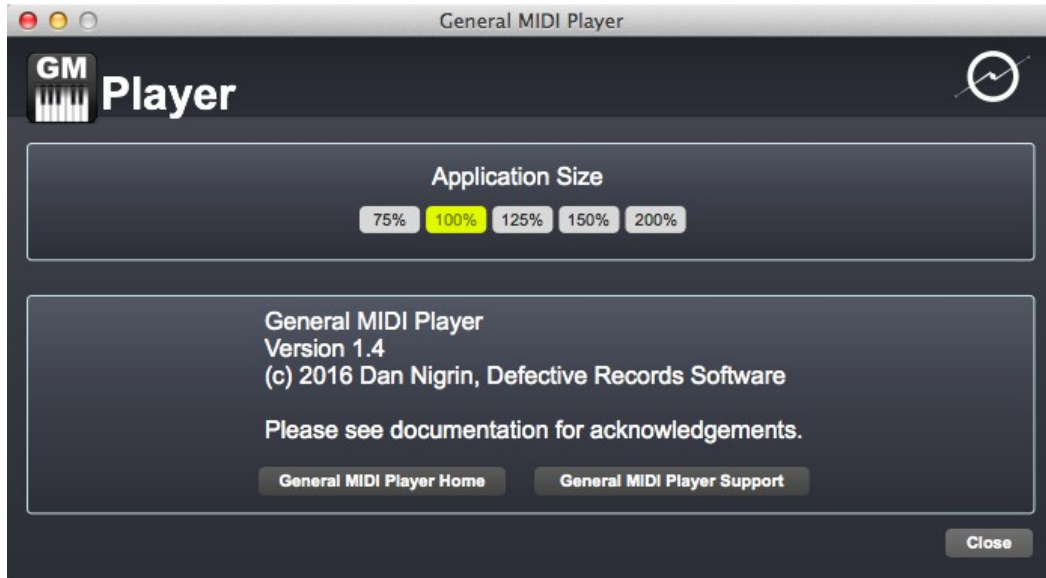 General MIDI Player
GM
Player
Application Size
75% 100% 125% 150% 200%
General MIDI Player
Version 1.4
(c) 2016 Dan Nigrin, Defective Records Software
Please see documentation for acknowledgements.
General MIDI Player Home General MIDI Player Support
Close